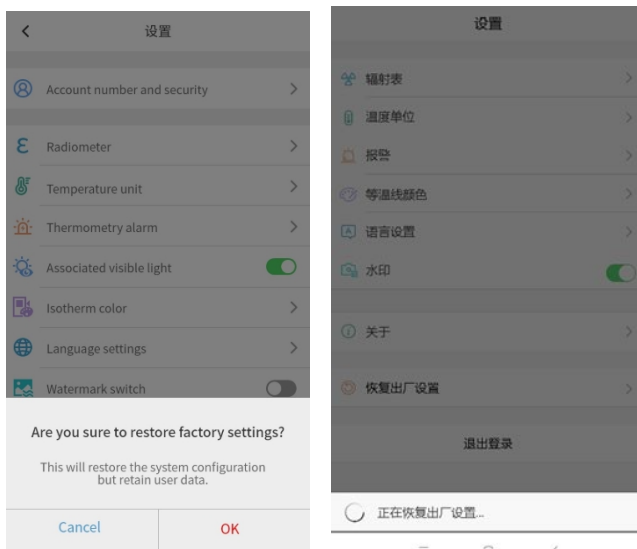 设置
Account number and security
Radiometer
Temperature unit
Thermometry alarm
Associated visible light
Isotherm color
Language settings
Watermark switch
Are you sure to restore factory settings?
This will restore the system configuration
but retain user data.
Cancel
OK
设置
辐射表
温度单位
报警
等温线颜色
语言设置
水印
关于
恢复出厂设置
退出登录
正在恢复出厂设置...